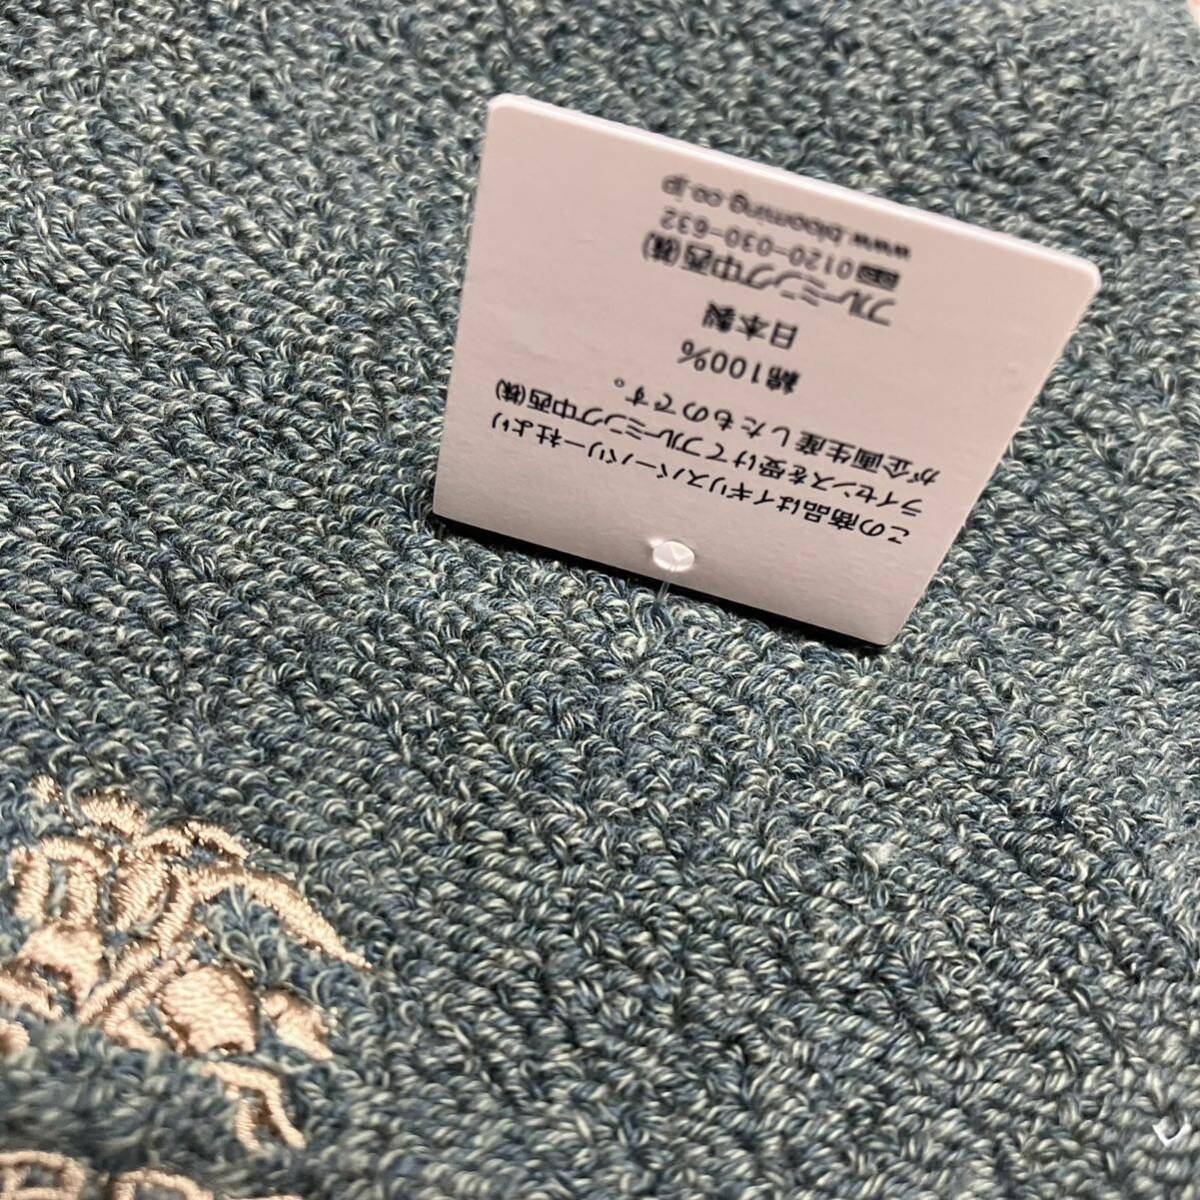 この商品はイギリスバーバリー社より
ライセンスを受けてブルーミング中西㈱
が企画生産したものです。
綿100%
日本製
ブルーミング中西㈱
0120-030-632
www.blooming.co.jp